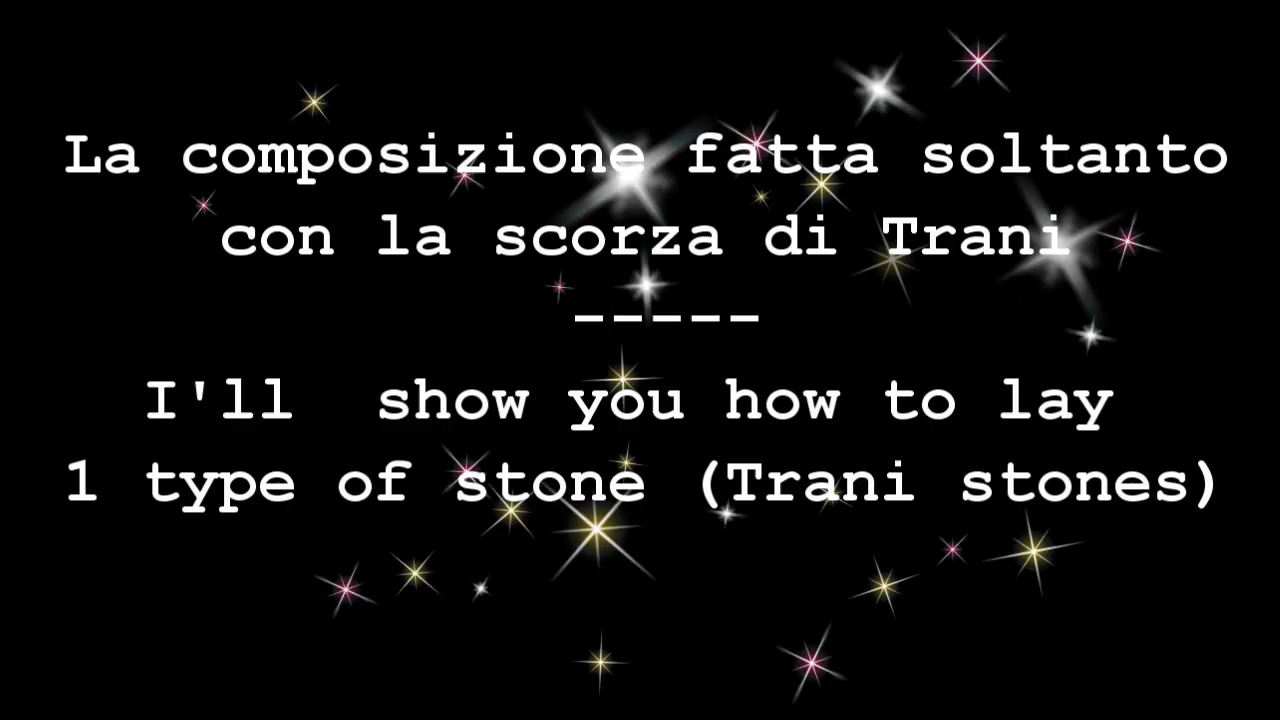 La composizione fatta soltanto
con la scorza di Trani
-----
I'll show you how to lay
1 type of stone (Trani stones)